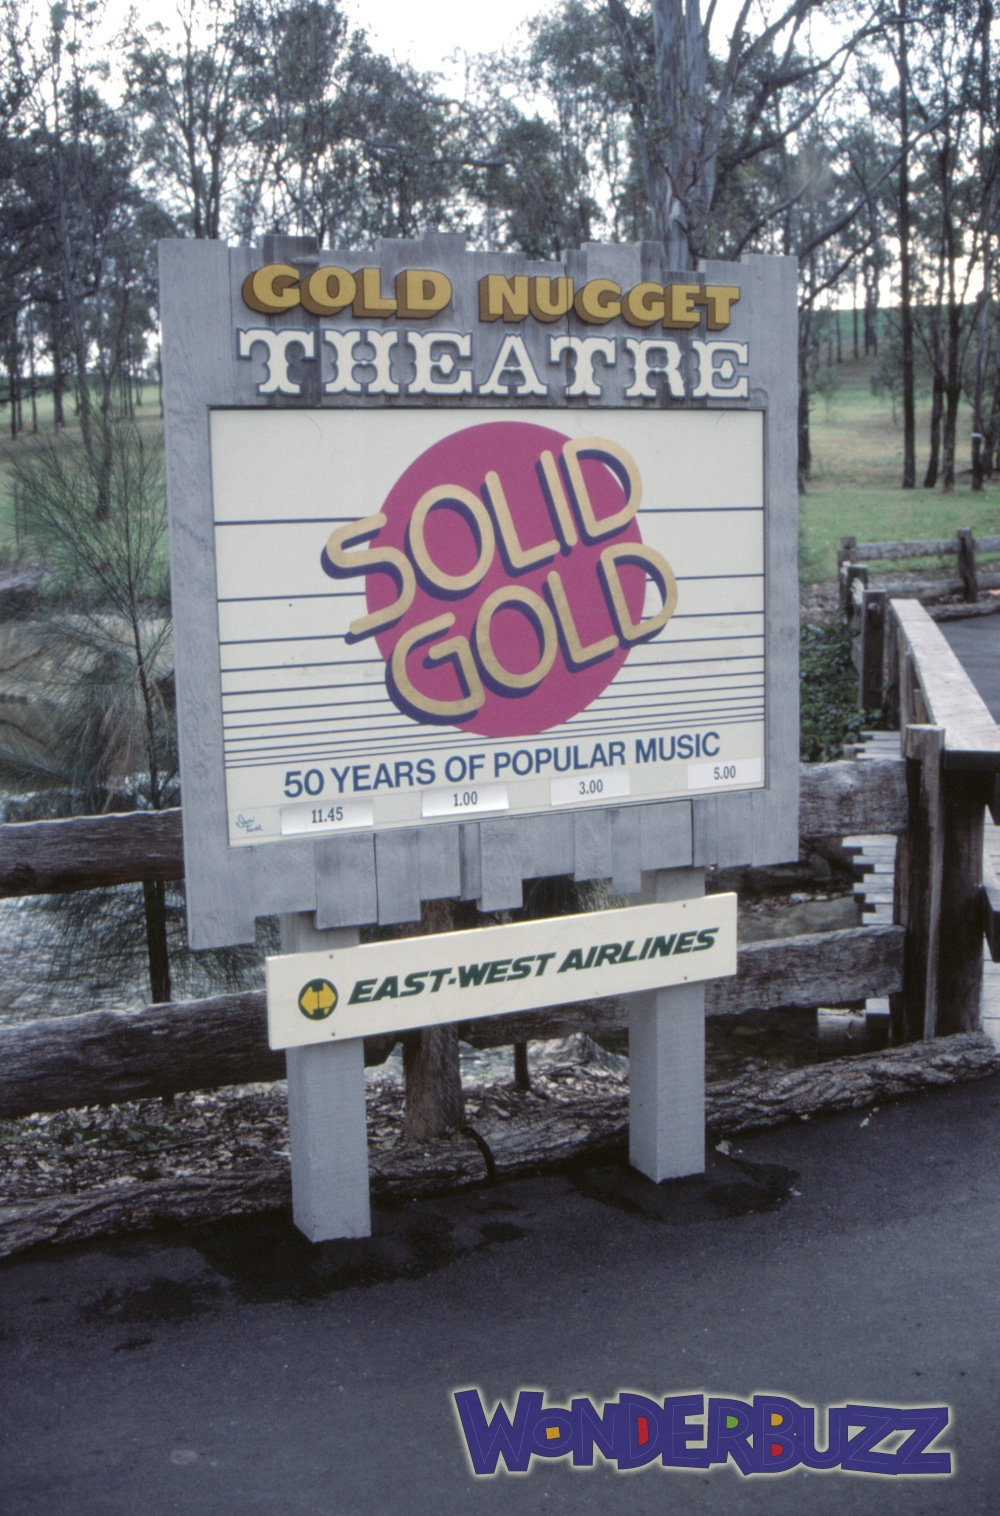 GOLD NUGGET
THEATRE
SOLID
GOLD
50 YEARS OF POPULAR MUSIC
11.45 1.00 3.00 5.00
EAST-WEST AIRLINES
WONDERBUZZ